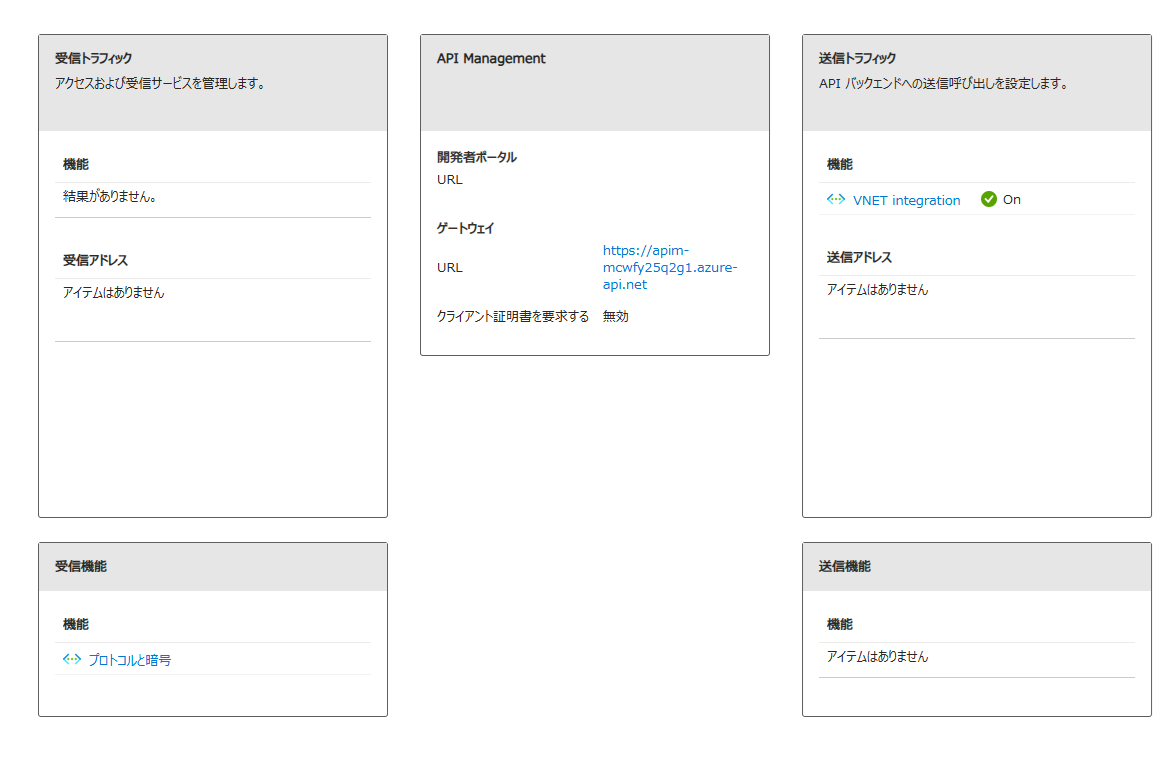 受信トラフィック
アクセスおよび受信サービスを管理します。
機能
結果がありません。
受信アドレス
アイテムはありません
API Management
開発者ポータル
URL
ゲートウェイ
URL
https://apim-
mcwfy25q2g1.azure-
api.net
クライアント証明書を要求する 無効
送信トラフィック
API バックエンドへの送信呼び出しを設定します。
機能
VNET integration On
送信アドレス
アイテムはありません
受信機能
機能
プロトコルと暗号
送信機能
機能
アイテムはありません